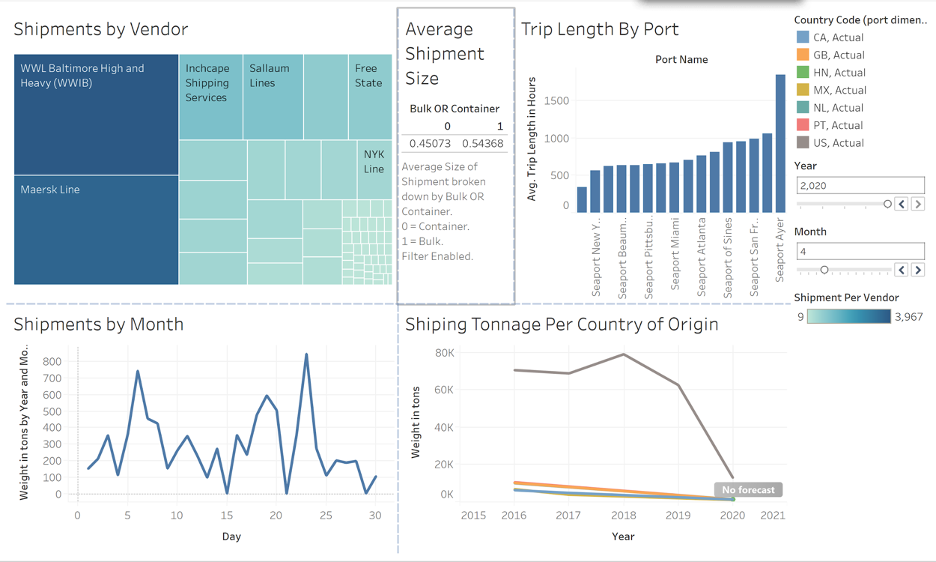 Shipments by Vendor
WWL Baltimore High and
Heavy (WWIB)
Maersk Line
Inchcape
Shipping
Services
Sallaum
Lines
Free
State
NYK
Line
Average
Shipment
Size
Bulk OR Container
0 1
0.45073 0.54368
Average Size of
Shipment broken
down by Bulk OR
Container.
0 = Container.
1 = Bulk.
Filter Enabled.
Trip Length By Port
Port Name
Avg. Trip Length in Hours
1500
1000
500
0
Seaport New Y..
Seaport Beaum..
Seaport Pittsbu..
Seaport Miami
Seaport Atlanta
Seaport of Sines
Seaport San Fr..
Seaport Ayer
Country Code (port dimen..
CA, Actual
GB, Actual
HN, Actual
MX, Actual
NL, Actual
PT, Actual
US, Actual
Year
2,020
Month
4
Shipment Per Vendor
9 3,967
Shipments by Month
Weight in tons by Year and Mo..
800
700
600
500
400
300
200
100
0
0 5 10 15 20 25 30
Day
Shiping Tonnage Per Country of Origin
Weight in tons
80K
60K
40K
20K
0K
No forecast
2015 2016 2017 2018 2019 2020 2021
Year